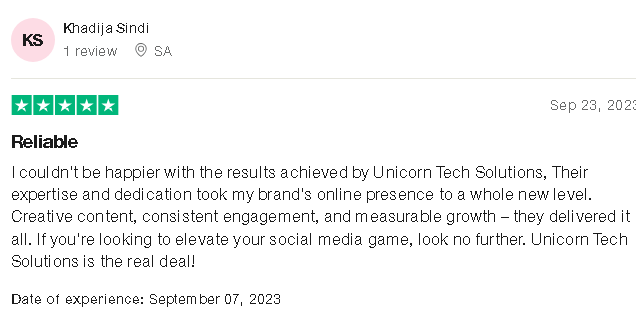 KS
Khadija Sindi
1 review SA
Sep 23, 2023
Reliable
I couldn't be happier with the results achieved by Unicorn Tech Solutions, Their
expertise and dedication took my brand's online presence to a whole new level.
Creative content, consistent engagement, and measurable growth – they delivered it
all. If you're looking to elevate your social media game, look no further. Unicorn Tech
Solutions is the real deal!
Date of experience: September 07, 2023